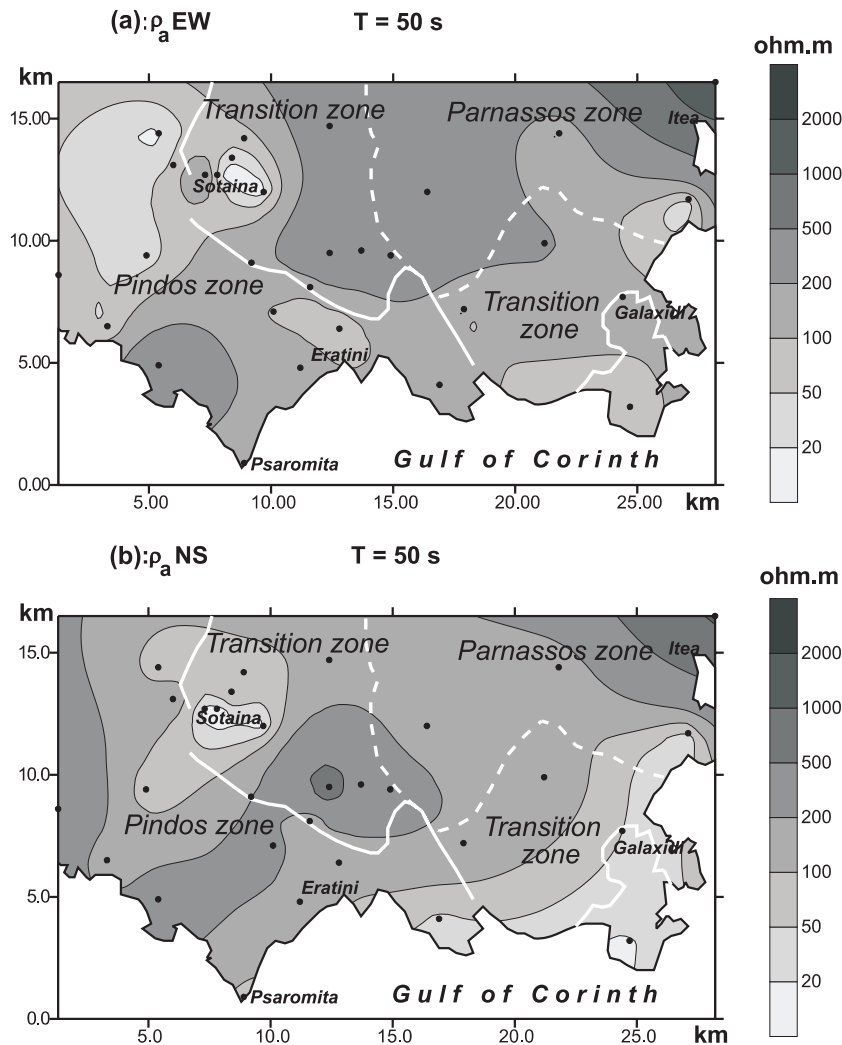 (a):ρa EW T = 50 s
ohm.m
km
Transition zone
Parnassos zone
Itea
15.00
2000
1000
Sotaina
500
10.00
Pindos zone
200
Transition
zone
Galaxidi
100
Eratini
5.00
50
Psaromita
Gulf of Corinth
20
0.00
5.00 10.00 15.00 20.00 25.00 km
(b):ρa NS T = 50 s
ohm.m
km
Transition zone
Parnassos zone
Itea
15.0
2000
1000
Sotaina
500
10.0
Pindos zone
200
Transition
zone
Galaxidi
100
Eratini
5.0
50
Psaromita
Gulf of Corinth
20
0.0
5.0 10.0 15.0 20.0 25.0 km